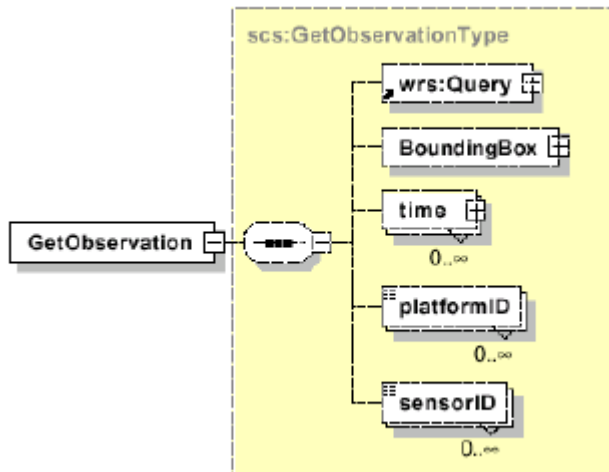 scs:GetObservationType
wrs:Query
BoundingBox
time
0..∞
GetObservation
platformID
0..∞
sensorID
0..∞